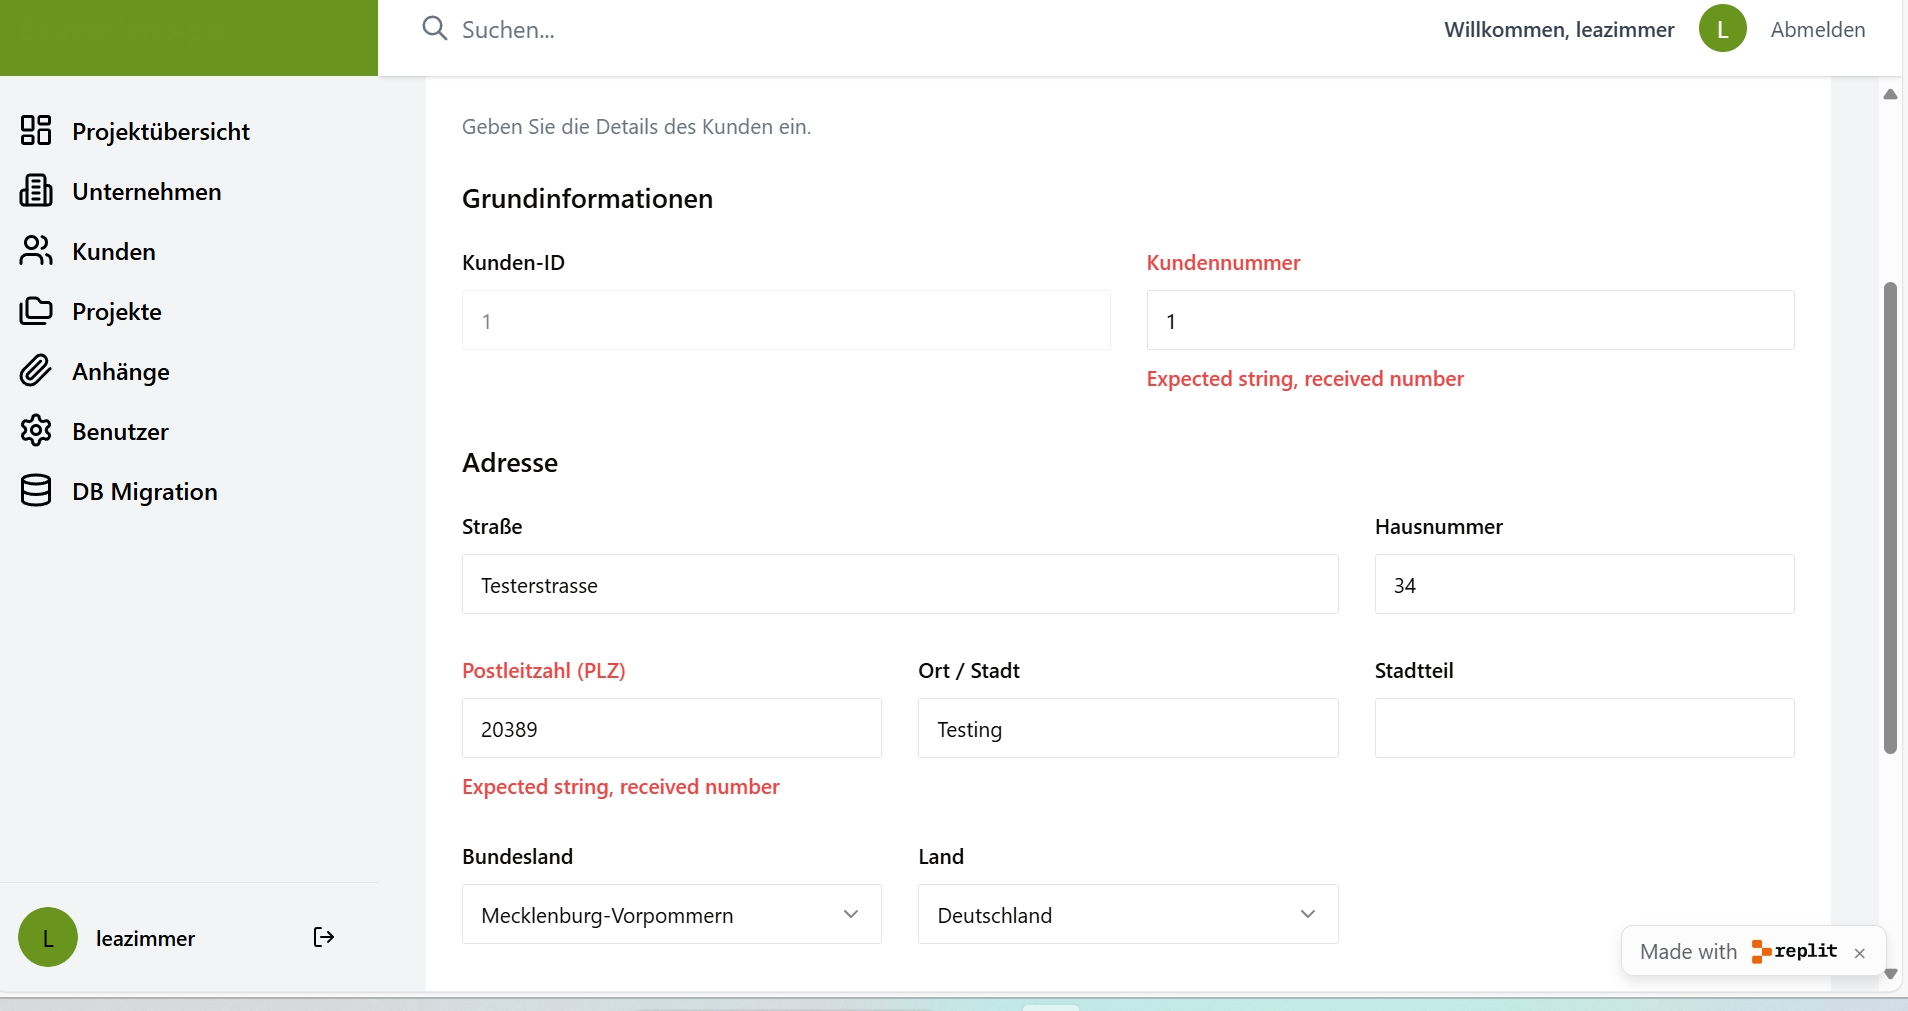 Suchen...
Willkommen, leazimmer
L
Abmelden
Projektübersicht
Unternehmen
Kunden
Projekte
Anhänge
Benutzer
DB Migration
L
leazimmer
Geben Sie die Details des Kunden ein.
Grundinformationen
Kunden-ID
1
Kundennummer
1
Expected string, received number
Adresse
Straße
Testerstrasse
Hausnummer
34
Postleitzahl (PLZ)
20389
Expected string, received number
Ort / Stadt
Testing
Stadtteil
Bundesland
Mecklenburg-Vorpommern
Land
Deutschland
Made with replit ×